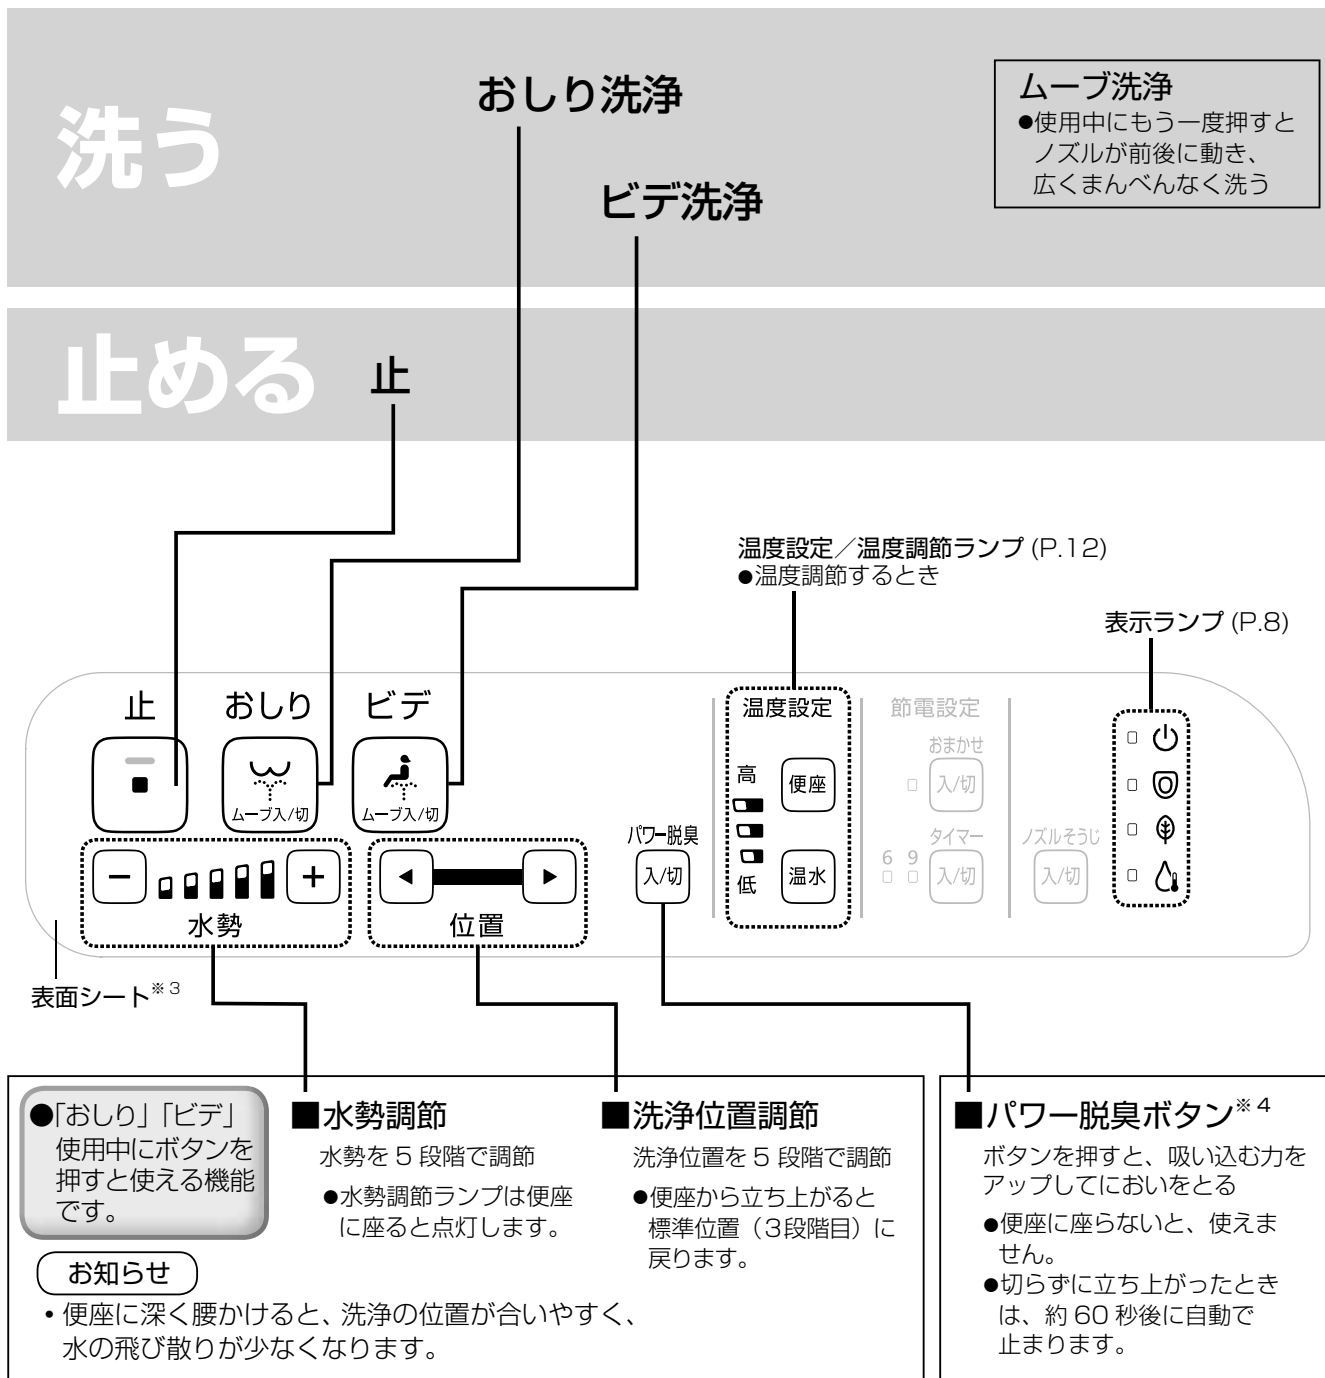 洗う
おしり洗浄
ビデ洗浄
ムーブ洗浄
●使用中にもう一度押すと
ノズルが前後に動き、
広くまんべんなく洗う
止める
止
温度設定／温度調節ランプ (P.12)
●温度調節するとき
表示ランプ (P.8)
止
おしり
ビデ
ムーブ入/切
ムーブ入/切
−
+
水勢
◀
▶
位置
パワー脱臭
入/切
温度設定
高
低
便座
温水
節電設定
おまかせ
入/切
タイマー
6 9
入/切
ノズルそうじ
入/切
表面シート※3
●「おしり」「ビデ」
使用中にボタンを
押すと使える機能
です。
■水勢調節
水勢を5段階で調節
●水勢調節ランプは便座
に座ると点灯します。
■洗浄位置調節
洗浄位置を5段階で調節
●便座から立ち上がると
標準位置（3段階目）に
戻ります。
お知らせ
・便座に深く腰かけると、洗浄の位置が合いやすく、
水の飛び散りが少なくなります。
■パワー脱臭ボタン※4
ボタンを押すと、吸い込む力を
アップしてにおいをとる
●便座に座らないと、使えま
せん。
●切らずに立ち上がったとき
は、約60秒後に自動で
止まります。